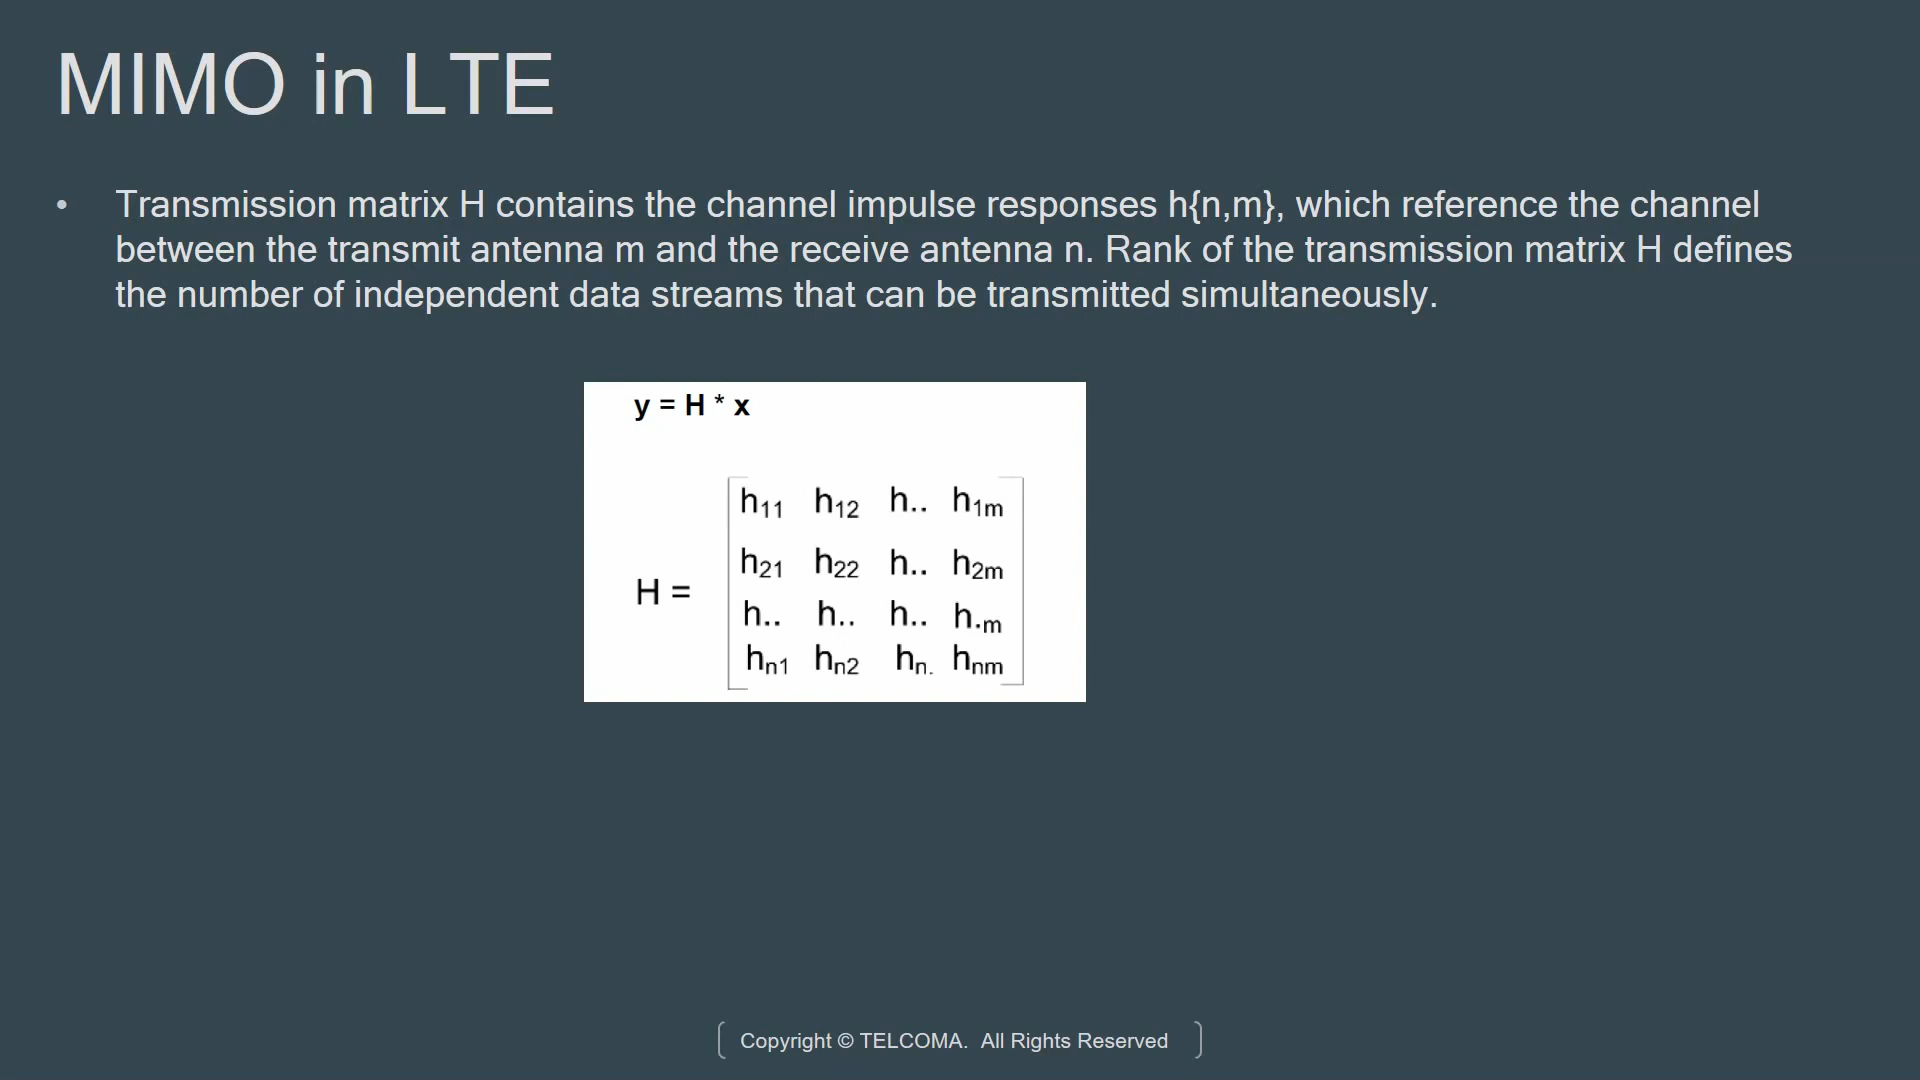 MIMO in LTE
• Transmission matrix H contains the channel impulse responses h{n,m}, which reference the channel
between the transmit antenna m and the receive antenna n. Rank of the transmission matrix H defines
the number of independent data streams that can be transmitted simultaneously.
y = H * x
h11 h12 h.. h1m
h21 h22 h.. h2m
H =
h.. h.. h.. h.m
hn1 hn2 hn. hnm
Copyright © TELCOMA. All Rights Reserved